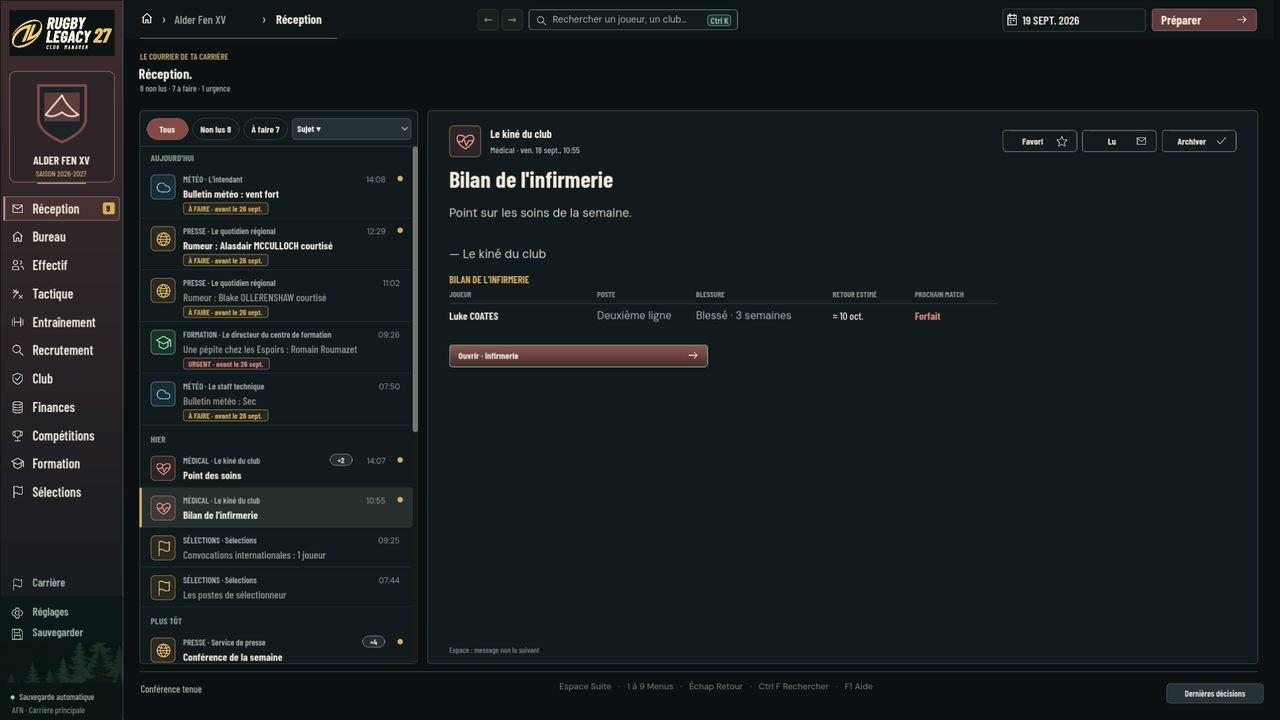 RUGBY
LEGACY 27
CLUB MANAGER
ALDER FEN XV
SAISON 2026-2027
Réception 8
Bureau
Effectif
Tactique
Entraînement
Recrutement
Club
Finances
Compétitions
Formation
Sélections
Carrière
Réglages
Sauvegarder
Sauvegarde automatique
AFN · Carrière principale
› Alder Fen XV › Réception
← → Rechercher un joueur, un club... Ctrl K
19 SEPT. 2026
Préparer →
LE COURRIER DE TA CARRIÈRE
Réception.
8 non lus · 7 à faire · 1 urgence
Tous Non lus 8 À faire 7 Sujet ▾
AUJOURD'HUI
MÉTÉO · L'intendant 14:08
Bulletin météo : vent fort
À FAIRE · avant le 26 sept.
PRESSE · Le quotidien régional 12:29
Rumeur : Alasdair MCCULLOCH courtisé
À FAIRE · avant le 26 sept.
PRESSE · Le quotidien régional 11:02
Rumeur : Blake OLLERENSHAW courtisé
À FAIRE · avant le 26 sept.
FORMATION · Le directeur du centre de formation 09:26
Une pépite chez les Espoirs : Romain Roumazet
URGENT · avant le 26 sept.
MÉTÉO · Le staff technique 07:50
Bulletin météo : Sec
À FAIRE · avant le 26 sept.
HIER
MÉDICAL · Le kiné du club ×2 14:07
Point des soins
MÉDICAL · Le kiné du club 10:55
Bilan de l'infirmerie
SÉLECTIONS · Sélections 09:25
Convocations internationales : 1 joueur
SÉLECTIONS · Sélections 07:44
Les postes de sélectionneur
PLUS TÔT
PRESSE · Service de presse ×4
Conférence de la semaine
Le kiné du club
Médical · ven. 18 sept., 10:55
Favori Lu Archiver
Bilan de l'infirmerie
Point sur les soins de la semaine.
— Le kiné du club
BILAN DE L'INFIRMERIE
JOUEUR POSTE BLESSURE RETOUR ESTIMÉ PROCHAIN MATCH
Luke COATES Deuxième ligne Blessé · 3 semaines ≈ 10 oct. Forfait
Ouvrir · Infirmerie →
Espace : message non lu suivant
Conférence tenue
Espace Suite · 1 à 9 Menus · Échap Retour · Ctrl F Rechercher · F1 Aide
Dernières décisions